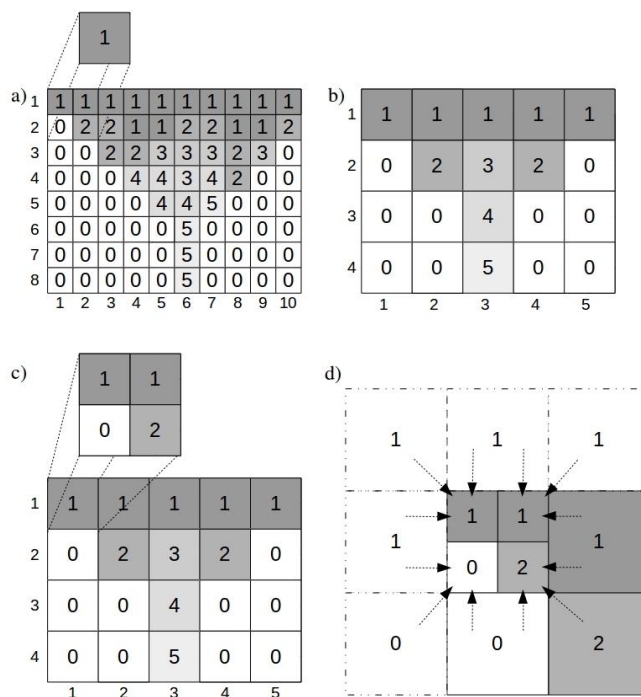 1
a)
1 1 1 1 1 1 1 1 1 1 1
2 0 2 2 1 1 2 2 1 1 2
3 0 0 2 2 3 3 3 2 3 0
4 0 0 0 4 4 3 4 2 0 0
5 0 0 0 0 4 4 5 0 0 0
6 0 0 0 0 0 5 0 0 0 0
7 0 0 0 0 0 5 0 0 0 0
8 0 0 0 0 0 5 0 0 0 0
1 2 3 4 5 6 7 8 9 10
b)
1 1 1 1 1 1
2 0 2 3 2 0
3 0 0 4 0 0
4 0 0 5 0 0
1 2 3 4 5
c)
1 1
0 2
1 1 1 1 1 1
2 0 2 3 2 0
3 0 0 4 0 0
4 0 0 5 0 0
1 2 3 4 5
d)
1 1 1
1 1
1 1
0 2
0 0 2